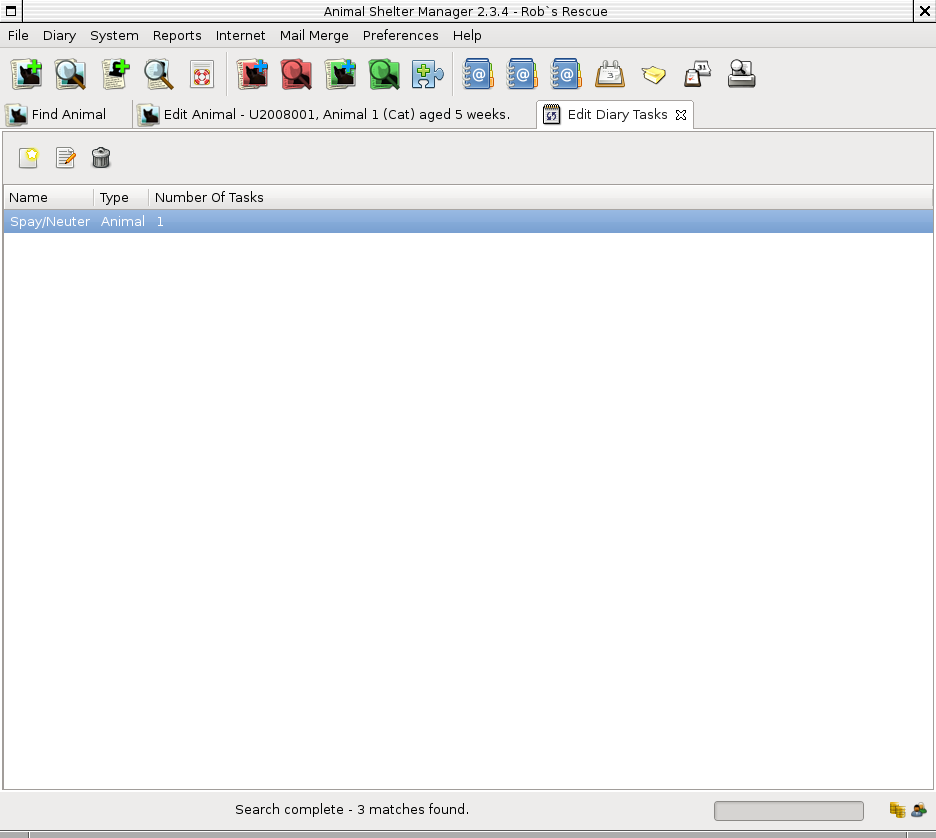 Animal Shelter Manager 2.3.4 - Rob`s Rescue
File Diary System Reports Internet Mail Merge Preferences Help
Find Animal Edit Animal - U2008001, Animal 1 (Cat) aged 5 weeks. Edit Diary Tasks
Name Type Number Of Tasks
Spay/Neuter Animal 1
Search complete - 3 matches found.